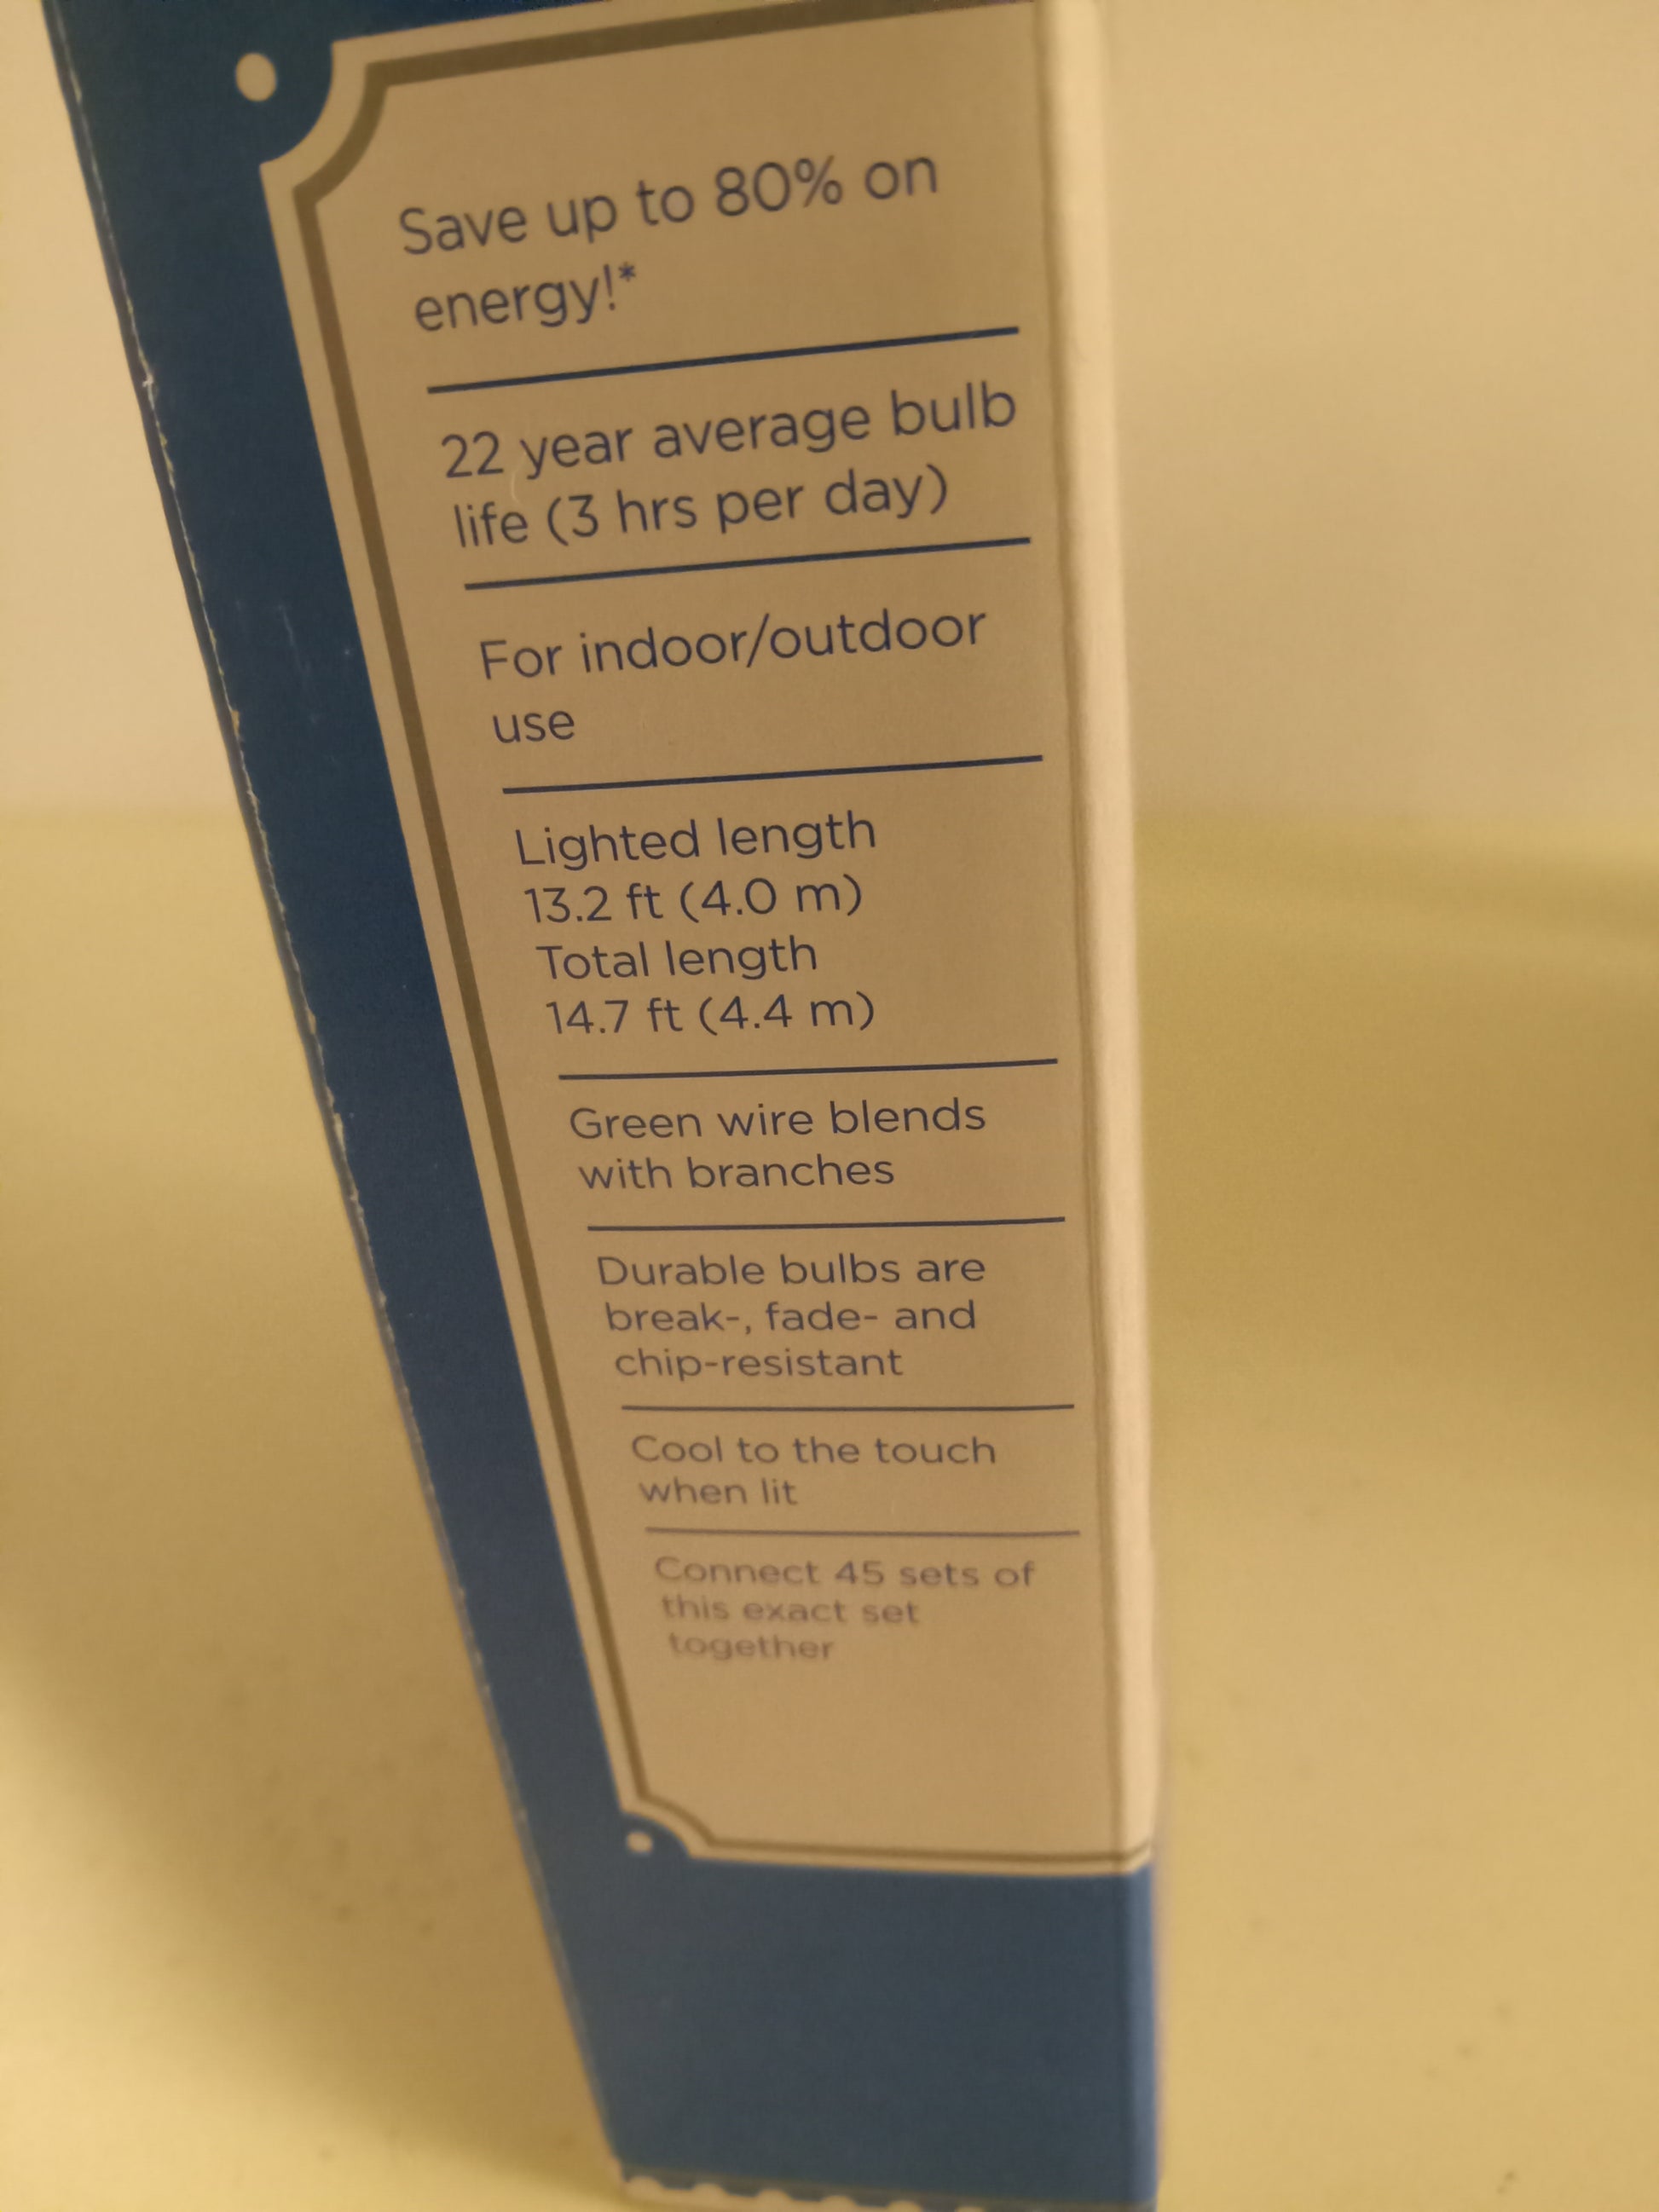 Save up to 80% on
energy!*
22 year average bulb
life (3 hrs per day)
For indoor/outdoor
use
Lighted length
13.2 ft (4.0 m)
Total length
14.7 ft (4.4 m)
Green wire blends
with branches
Durable bulbs are
break-, fade- and
chip-resistant
Cool to the touch
when lit
Connect 45 sets of
this exact set
together